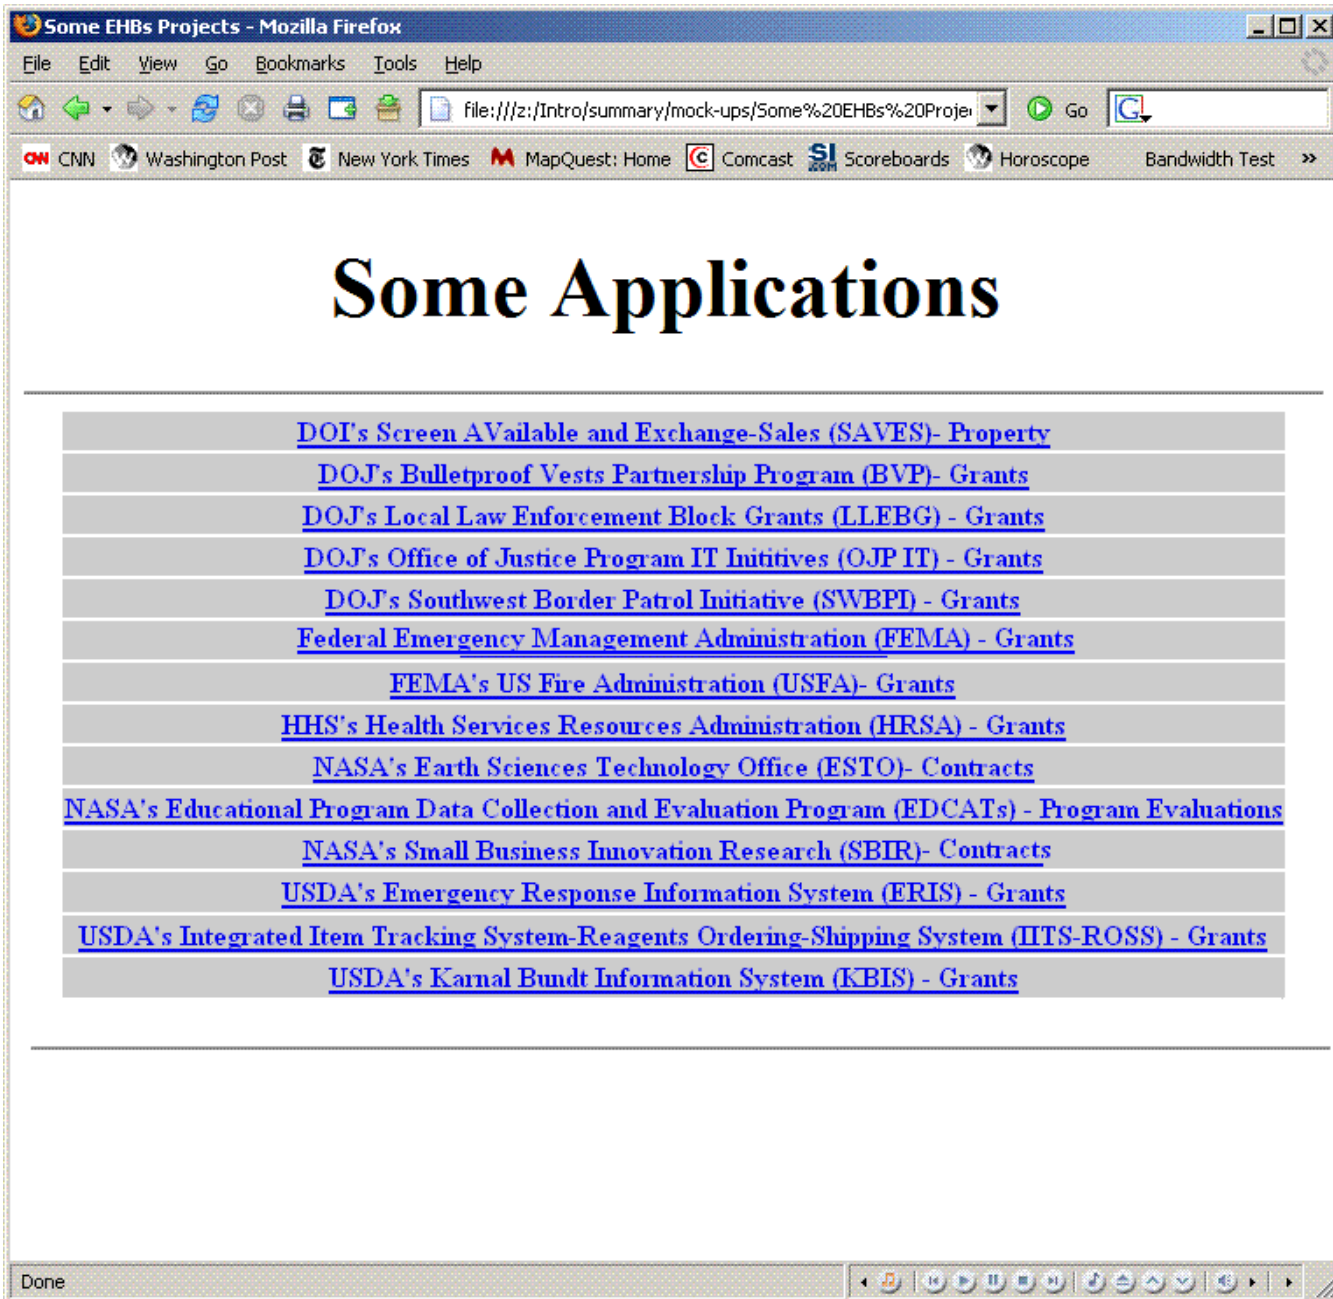 Some EHBs Projects - Mozilla Firefox
File Edit View Go Bookmarks Tools Help
file:///z:/Intro/summary/mock-ups/Some%20EHBs%20Proje Go G
CNN Washington Post New York Times MapQuest: Home Comcast SI.COM Scoreboards Horoscope Bandwidth Test »
Some Applications
DOI's Screen AVailable and Exchange-Sales (SAVES)- Property
DOJ's Bulletproof Vests Partnership Program (BVP)- Grants
DOJ's Local Law Enforcement Block Grants (LLEBG) - Grants
DOJ's Office of Justice Program IT Inititives (OJP IT) - Grants
DOJ's Southwest Border Patrol Initiative (SWBPI) - Grants
Federal Emergency Management Administration (FEMA) - Grants
FEMA's US Fire Administration (USFA)- Grants
HHS's Health Services Resources Administration (HRSA) - Grants
NASA's Earth Sciences Technology Office (ESTO)- Contracts
NASA's Educational Program Data Collection and Evaluation Program (EDCATs) - Program Evaluations
NASA's Small Business Innovation Research (SBIR)- Contracts
USDA's Emergency Response Information System (ERIS) - Grants
USDA's Integrated Item Tracking System-Reagents Ordering-Shipping System (IITS-ROSS) - Grants
USDA's Karnal Bundt Information System (KBIS) - Grants
Done